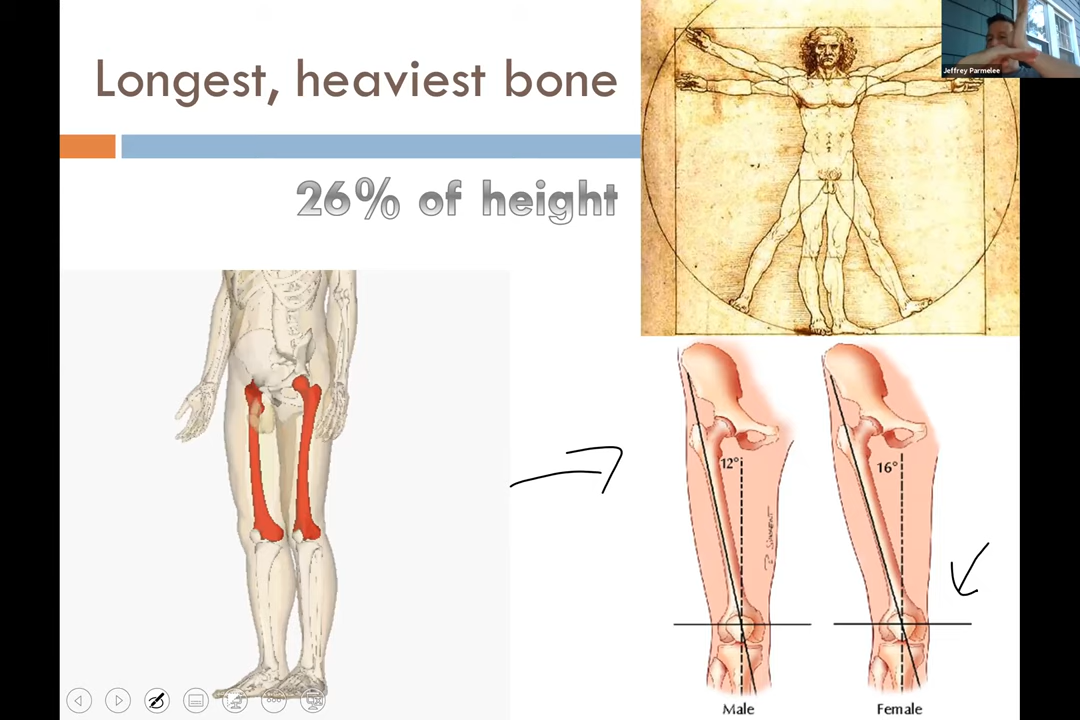 Longest, heaviest bone
Jeffrey Parmelee
26% of height
12°
16°
Male
Female